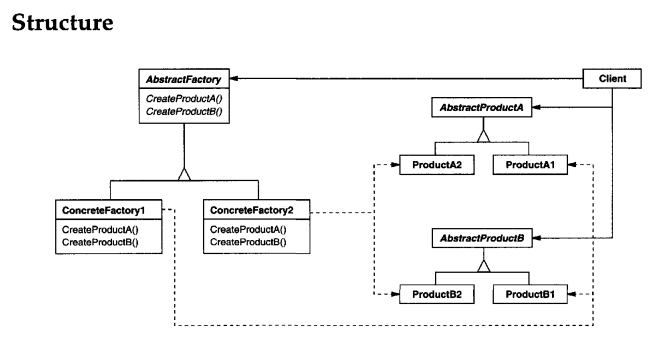 Structure
AbstractFactory
CreateProductA()
CreateProductB()
Client
AbstractProductA
ProductA2
ProductA1
ConcreteFactory1
CreateProductA()
CreateProductB()
ConcreteFactory2
CreateProductA()
CreateProductB()
AbstractProductB
ProductB2
ProductB1